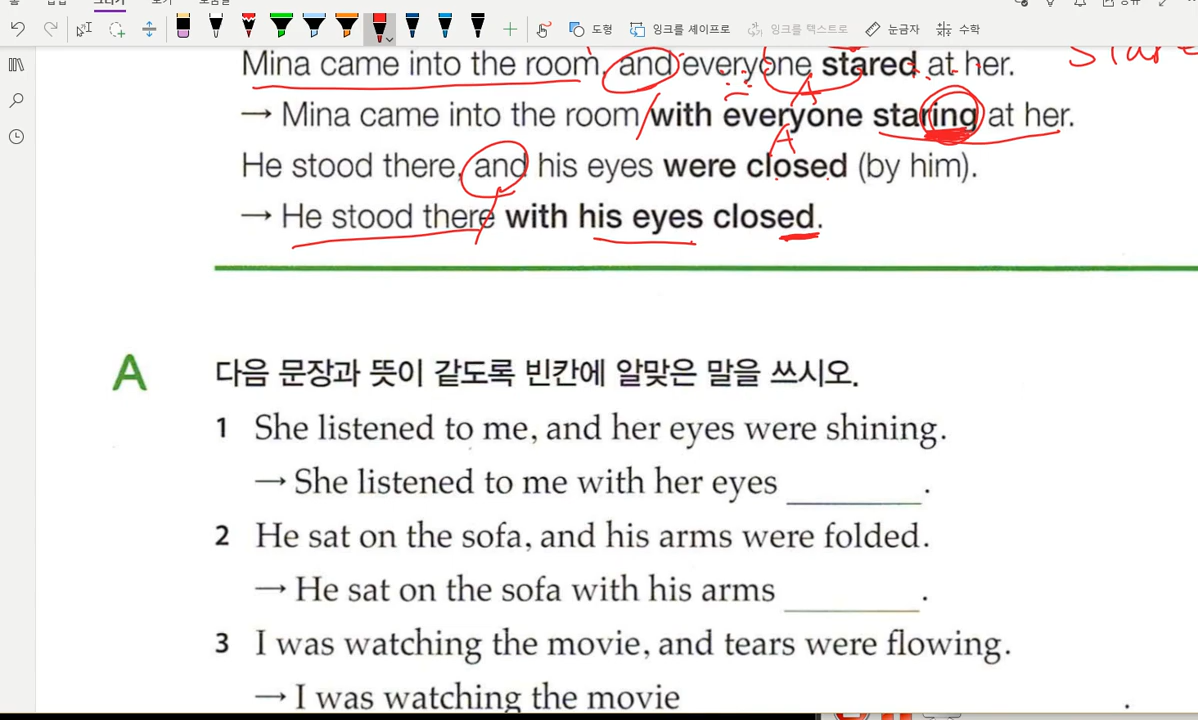 도형
잉크를 셰이프로
잉크를 텍스트로
눈금자
수학
Mina came into the room, and everyone stared at her.
→ Mina came into the room with everyone staring at her.
He stood there, and his eyes were closed (by him).
→ He stood there with his eyes closed.
A 다음 문장과 뜻이 같도록 빈칸에 알맞은 말을 쓰시오.
1 She listened to me, and her eyes were shining.
→ She listened to me with her eyes ________.
2 He sat on the sofa, and his arms were folded.
→ He sat on the sofa with his arms ________.
3 I was watching the movie, and tears were flowing.
→ I was watching the movie .